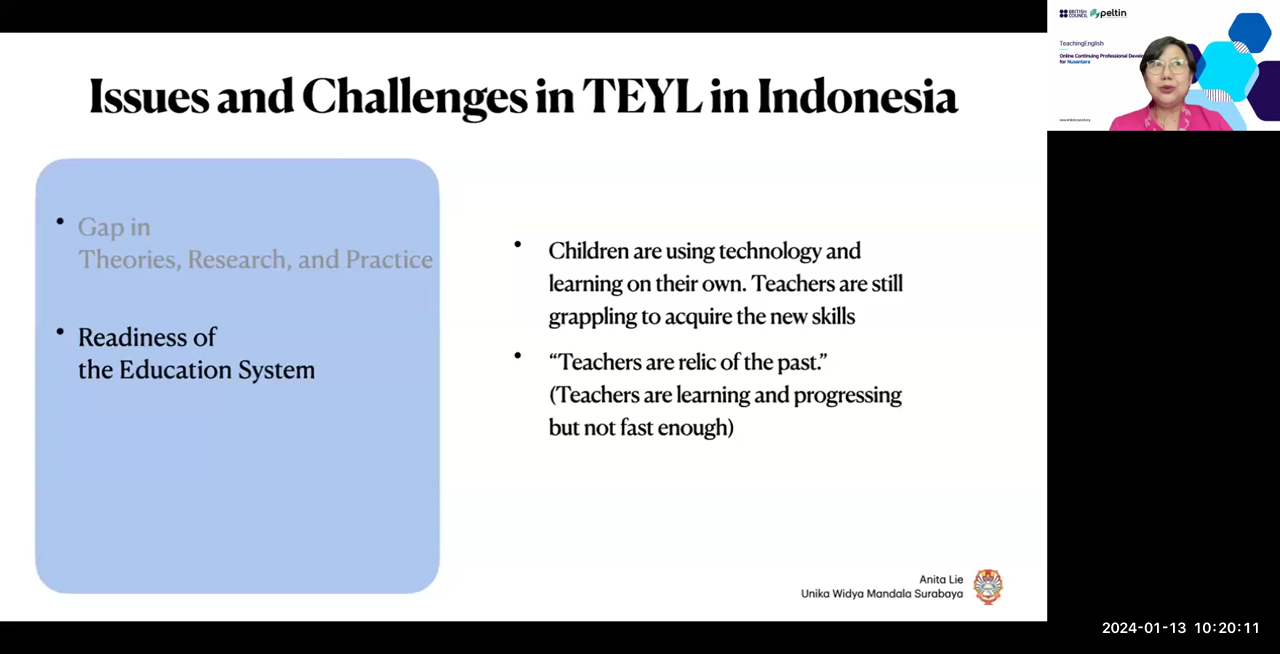 BRITISH COUNCIL peltin
TeachingEnglish
Online Continuing Professional
for Nusantara
Issues and Challenges in TEYL in Indonesia
• Gap in
Theories, Research, and Practice
• Readiness of
the Education System
• Children are using technology and
learning on their own. Teachers are still
grappling to acquire the new skills
• “Teachers are relic of the past.”
(Teachers are learning and progressing
but not fast enough)
Anita Lie
Unika Widya Mandala Surabaya
2024-01-13 10:20:11